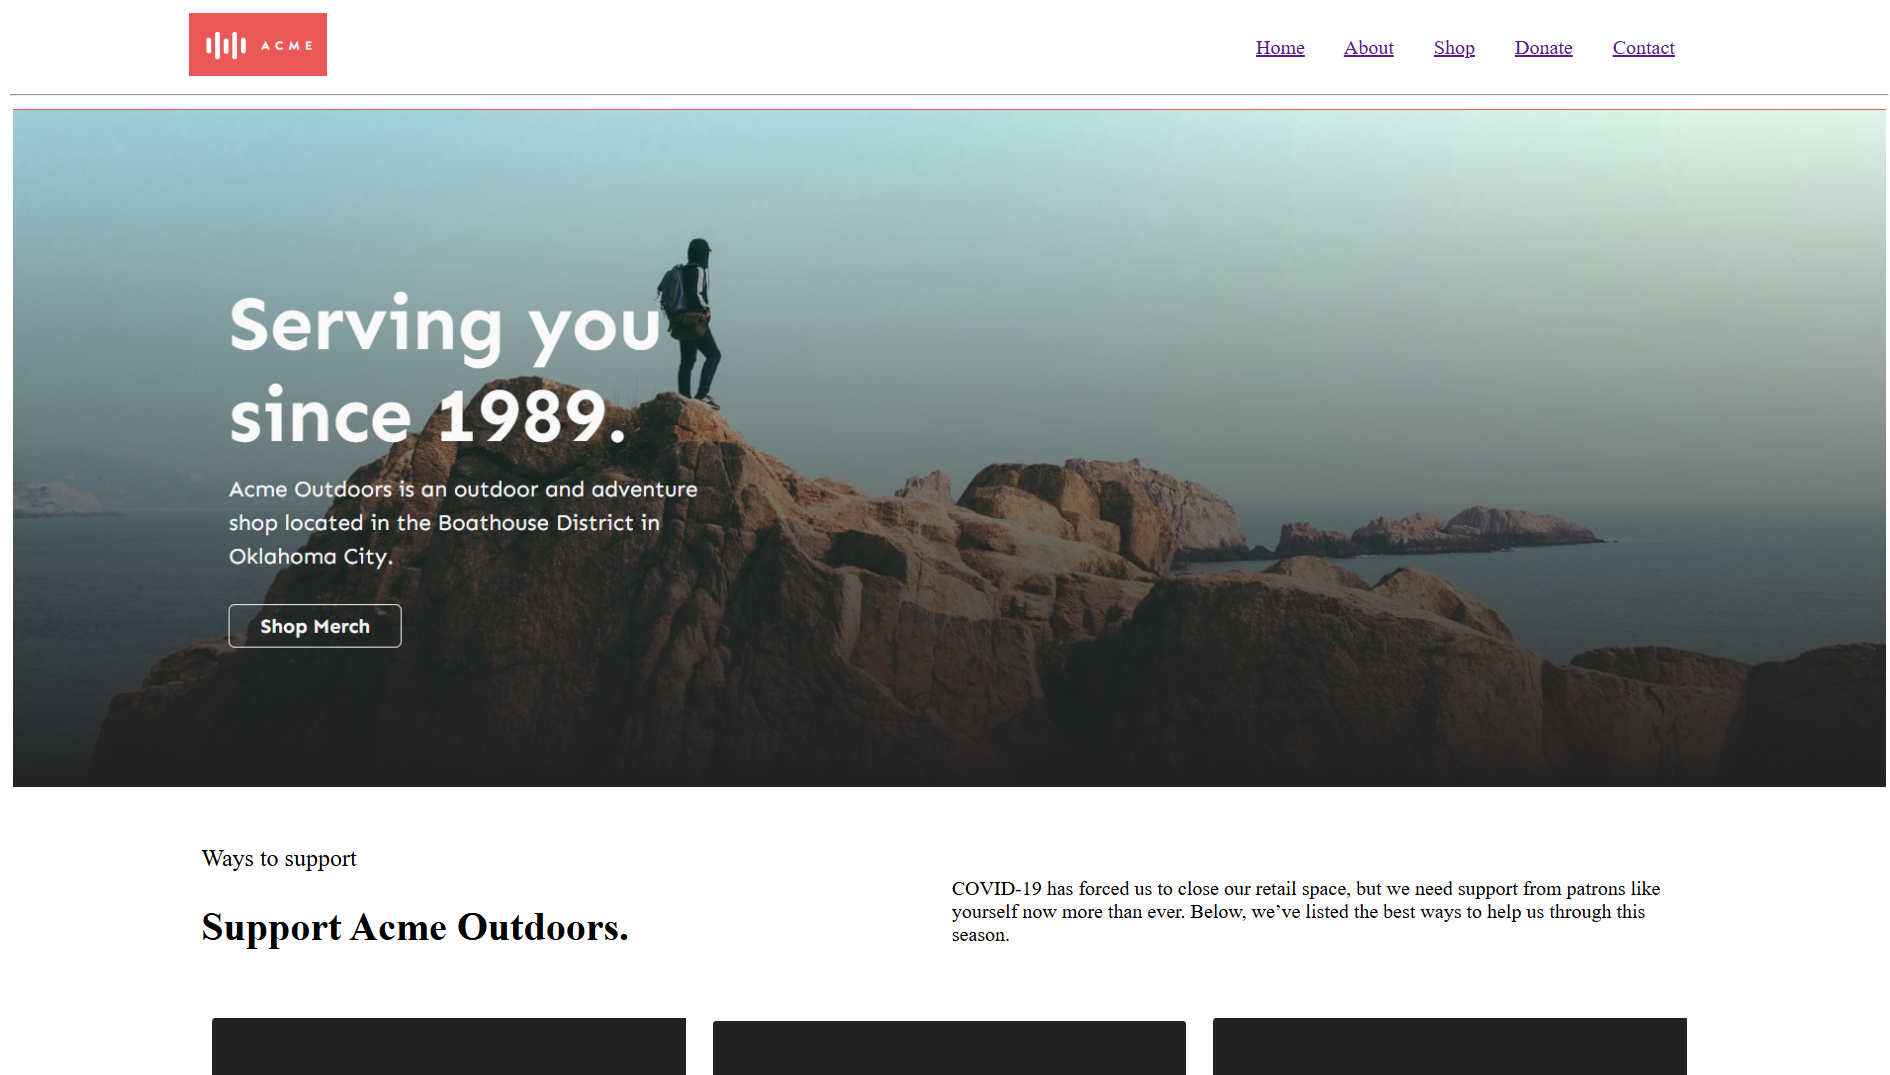 ACME
Home
About
Shop
Donate
Contact
Serving you
since 1989.
Acme Outdoors is an outdoor and adventure
shop located in the Boathouse District in
Oklahoma City.
Shop Merch
Ways to support
Support Acme Outdoors.
COVID-19 has forced us to close our retail space, but we need support from patrons like
yourself now more than ever. Below, we’ve listed the best ways to help us through this
season.